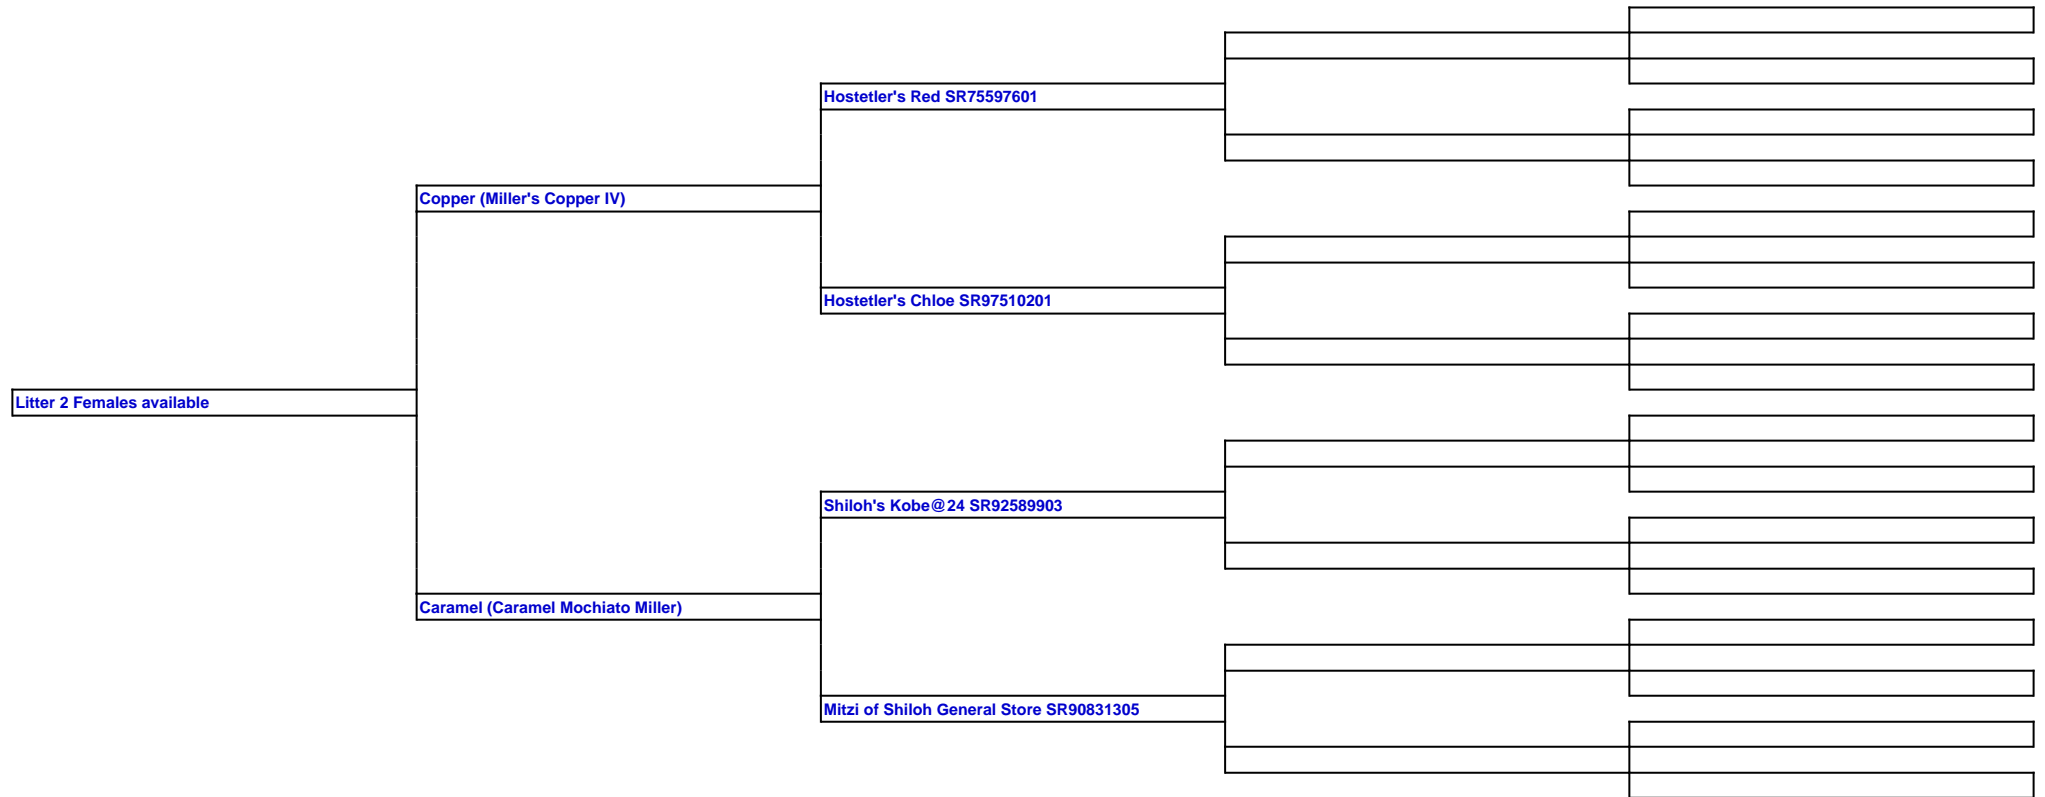 Hostetler's Red SR75597601
Copper (Miller's Copper IV)
Hostetler's Chloe SR97510201
Litter 2 Females available
Shiloh's Kobe@24 SR92589903
Caramel (Caramel Mochiato Miller)
Mitzi of Shiloh General Store SR90831305